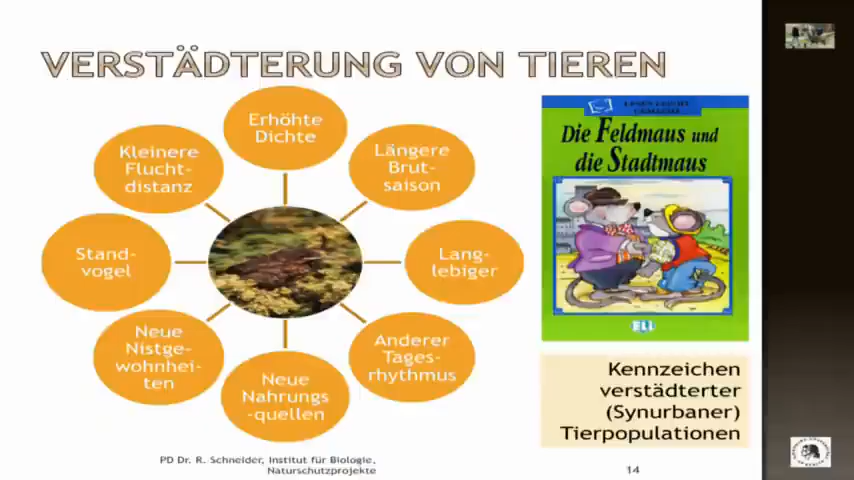 VERSTÄDTERUNG VON TIEREN
Erhöhte
Dichte
Längere
Brut-
saison
Lang-
lebiger
Anderer
Tages-
rhythmus
Neue
Nahrungs
-quellen
Neue
Nistge-
wohnhei-
ten
Stand-
vogel
Kleinere
Flucht-
distanz
Die Feldmaus und
die Stadtmaus
ELI
Kennzeichen
verstädterter
(Synurbaner)
Tierpopulationen
PD Dr. R. Schneider, Institut für Biologie,
Naturschutzprojekte
14